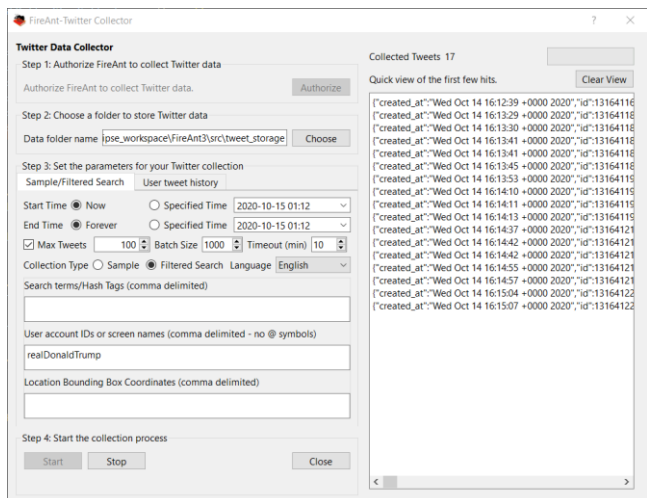 FireAnt-Twitter Collector
Twitter Data Collector
Step 1: Authorize FireAnt to collect Twitter data
Authorize FireAnt to collect Twitter data.
Authorize
Step 2: Choose a folder to store Twitter data
Data folder name
ipse_workspace\FireAnt3\src\tweet_storage
Choose
Step 3: Set the parameters for your Twitter collection
Sample/Filtered Search
User tweet history
Start Time Now Specified Time 2020-10-15 01:12
End Time Forever Specified Time 2020-10-15 01:12
Max Tweets 100 Batch Size 1000 Timeout (min) 10
Collection Type Sample Filtered Search Language English
Search terms/Hash Tags (comma delimited)
User account IDs or screen names (comma delimited - no @ symbols)
realDonaldTrump
Location Bounding Box Coordinates (comma delimited)
Step 4: Start the collection process
Start Stop Close
Collected Tweets 17
Quick view of the first few hits.
Clear View
{"created_at":"Wed Oct 14 16:12:39 +0000 2020","id":13164116
{"created_at":"Wed Oct 14 16:13:29 +0000 2020","id":13164118
{"created_at":"Wed Oct 14 16:13:30 +0000 2020","id":13164118
{"created_at":"Wed Oct 14 16:13:41 +0000 2020","id":13164118
{"created_at":"Wed Oct 14 16:13:41 +0000 2020","id":13164118
{"created_at":"Wed Oct 14 16:13:45 +0000 2020","id":13164118
{"created_at":"Wed Oct 14 16:13:53 +0000 2020","id":13164119
{"created_at":"Wed Oct 14 16:14:10 +0000 2020","id":13164119
{"created_at":"Wed Oct 14 16:14:11 +0000 2020","id":13164119
{"created_at":"Wed Oct 14 16:14:13 +0000 2020","id":13164119
{"created_at":"Wed Oct 14 16:14:37 +0000 2020","id":13164121
{"created_at":"Wed Oct 14 16:14:42 +0000 2020","id":13164121
{"created_at":"Wed Oct 14 16:14:42 +0000 2020","id":13164121
{"created_at":"Wed Oct 14 16:14:55 +0000 2020","id":13164121
{"created_at":"Wed Oct 14 16:14:57 +0000 2020","id":13164121
{"created_at":"Wed Oct 14 16:15:04 +0000 2020","id":13164122
{"created_at":"Wed Oct 14 16:15:07 +0000 2020","id":13164122